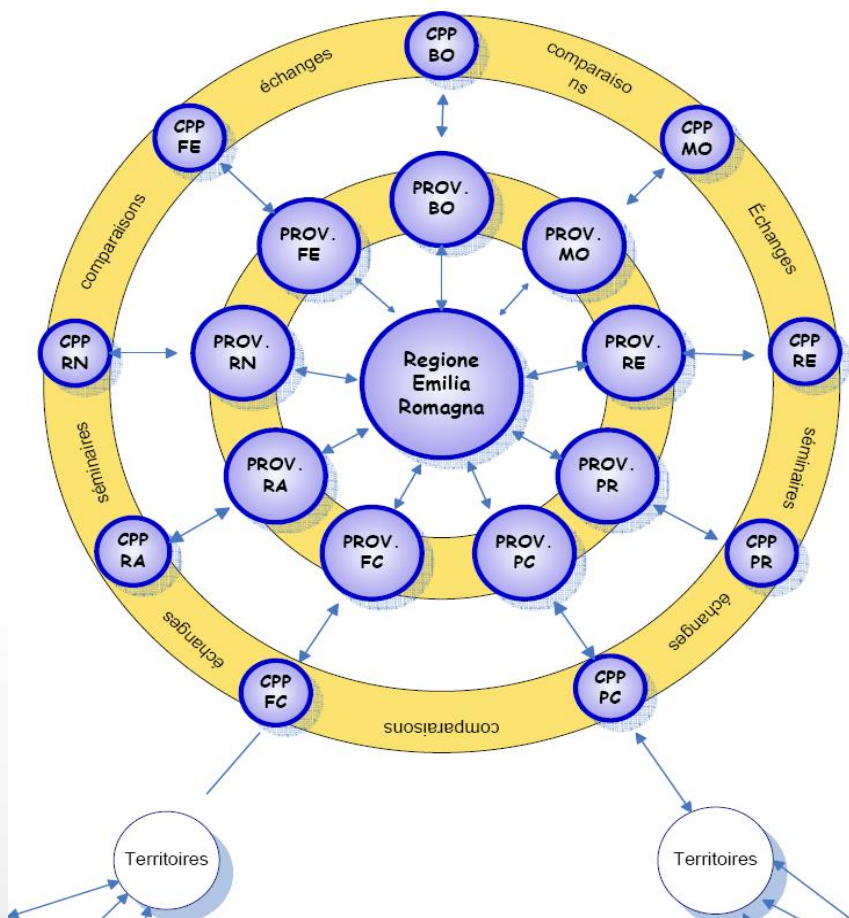 CPP
BO
échanges
comparaiso
ns
CPP
FE
CPP
MO
PROV.
BO
comparaisons
PROV.
FE
PROV.
MO
Échanges
CPP
RN
PROV.
RN
Regione
Emilia
Romagna
PROV.
RE
CPP
RE
séminaires
PROV.
RA
PROV.
PR
séminaires
CPP
RA
PROV.
FC
PROV.
PC
CPP
PR
échanges
échanges
CPP
FC
CPP
PC
comparaisons
Territoires
Territoires